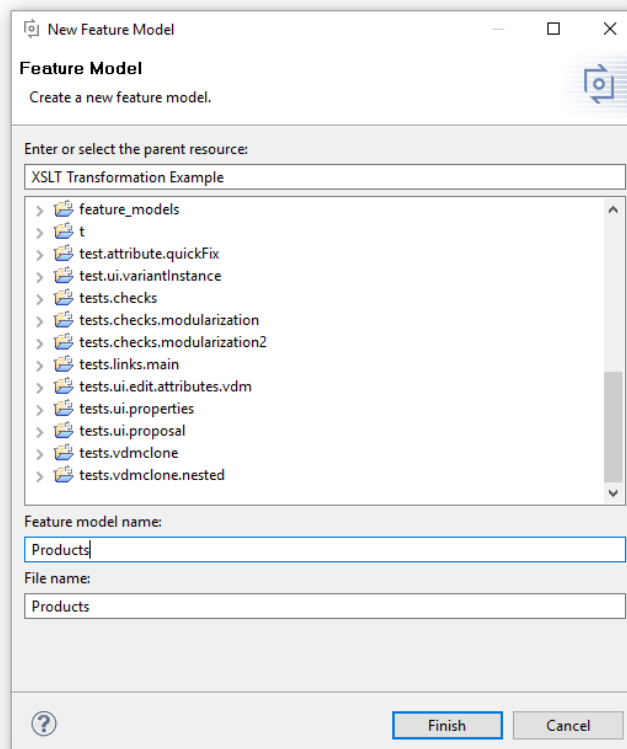 New Feature Model
Feature Model
Create a new feature model.
Enter or select the parent resource:
XSLT Transformation Example
feature_models
t
test.attribute.quickFix
test.ui.variantInstance
tests.checks
tests.checks.modularization
tests.checks.modularization2
tests.links.main
tests.ui.edit.attributes.vdm
tests.ui.properties
tests.ui.proposal
tests.vdmclone
tests.vdmclone.nested
Feature model name:
Products
File name:
Products
?
Finish Cancel